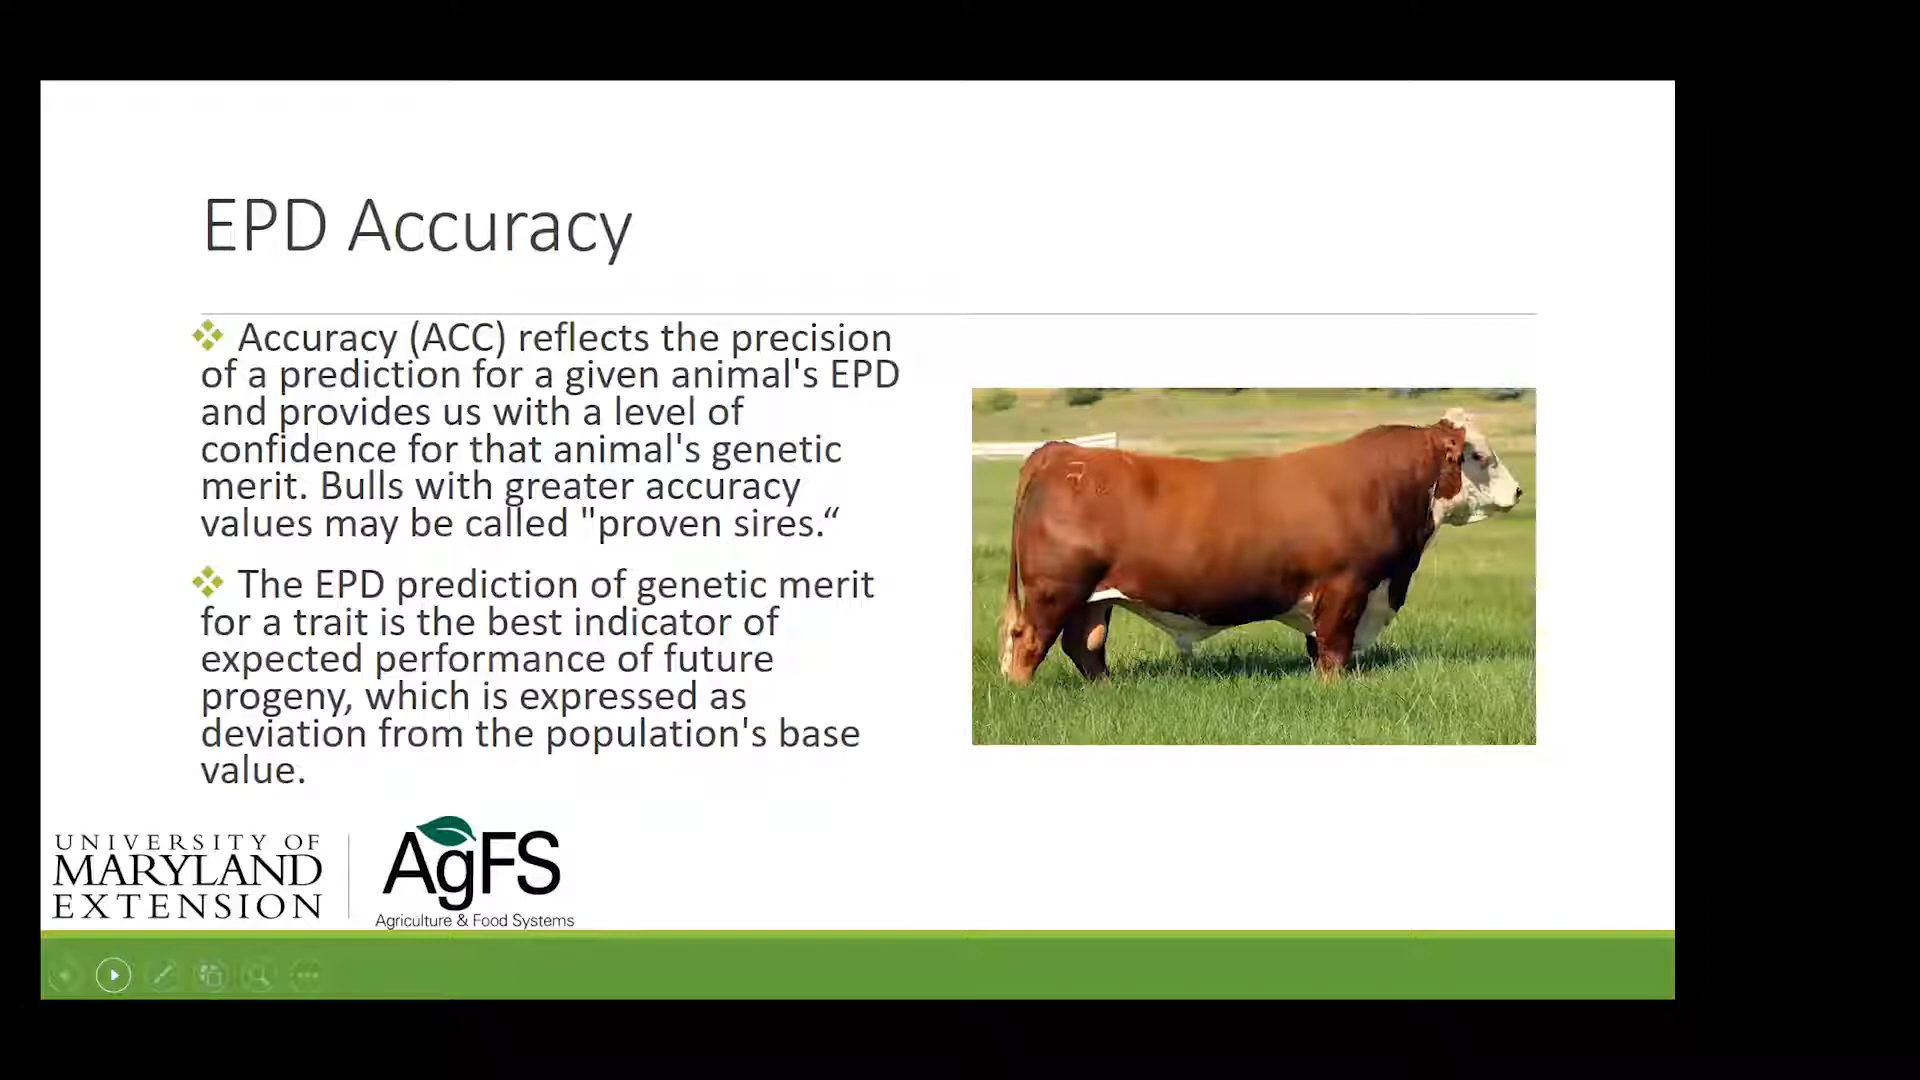 EPD Accuracy
Accuracy (ACC) reflects the precision
of a prediction for a given animal's EPD
and provides us with a level of
confidence for that animal's genetic
merit. Bulls with greater accuracy
values may be called "proven sires.“
The EPD prediction of genetic merit
for a trait is the best indicator of
expected performance of future
progeny, which is expressed as
deviation from the population's base
value.
UNIVERSITY OF
MARYLAND
EXTENSION
AgFS
Agriculture & Food Systems